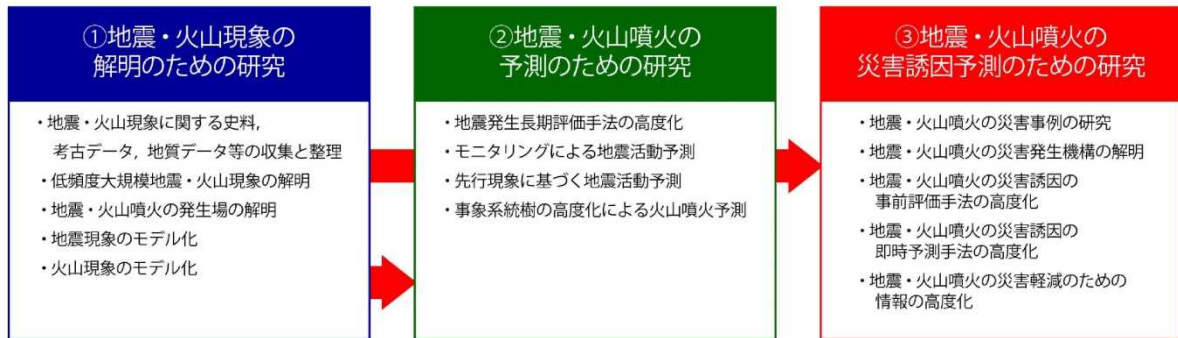 ①地震・火山現象の
解明のための研究
・地震・火山現象に関する史料,
考古データ, 地質データ等の収集と整理
・低頻度大規模地震・火山現象の解明
・地震・火山噴火の発生場の解明
・地震現象のモデル化
・火山現象のモデル化
②地震・火山噴火の
予測のための研究
・地震発生長期評価手法の高度化
・モニタリングによる地震活動予測
・先行現象に基づく地震活動予測
・事象系統樹の高度化による火山噴火予測
③地震・火山噴火の
災害誘因予測のための研究
・地震・火山噴火の災害事例の研究
・地震・火山噴火の災害発生機構の解明
・地震・火山噴火の災害誘因の
事前評価手法の高度化
・地震・火山噴火の災害誘因の
即時予測手法の高度化
・地震・火山噴火の災害軽減のための
情報の高度化